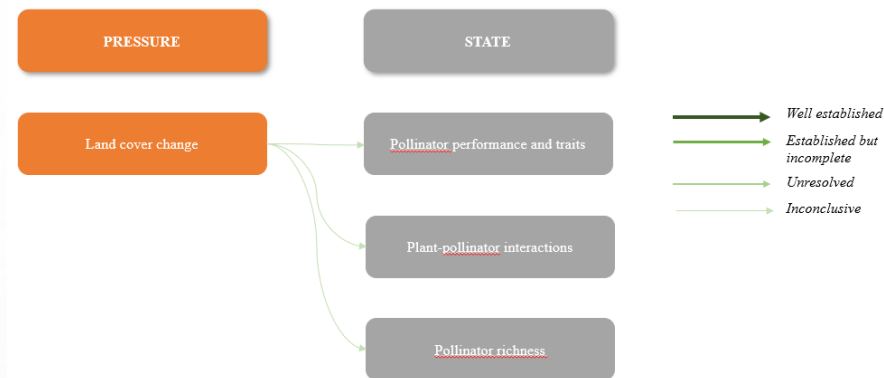 PRESSURE
STATE
Land cover change
Pollinator performance and traits
Plant-pollinator interactions
Pollinator richness
Well established
Established but
incomplete
Unresolved
Inconclusive